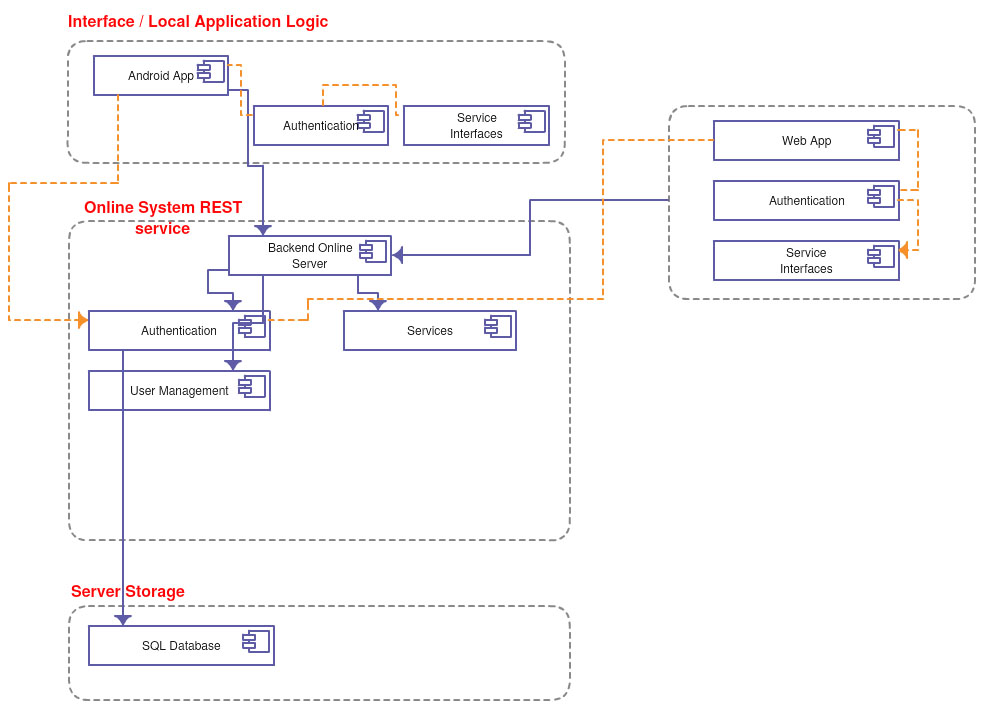 Interface / Local Application Logic
Android App
Authentication
Service
Interfaces
Web App
Authentication
Service
Interfaces
Online System REST
service
Backend Online
Server
Authentication
Services
User Management
Server Storage
SQL Database